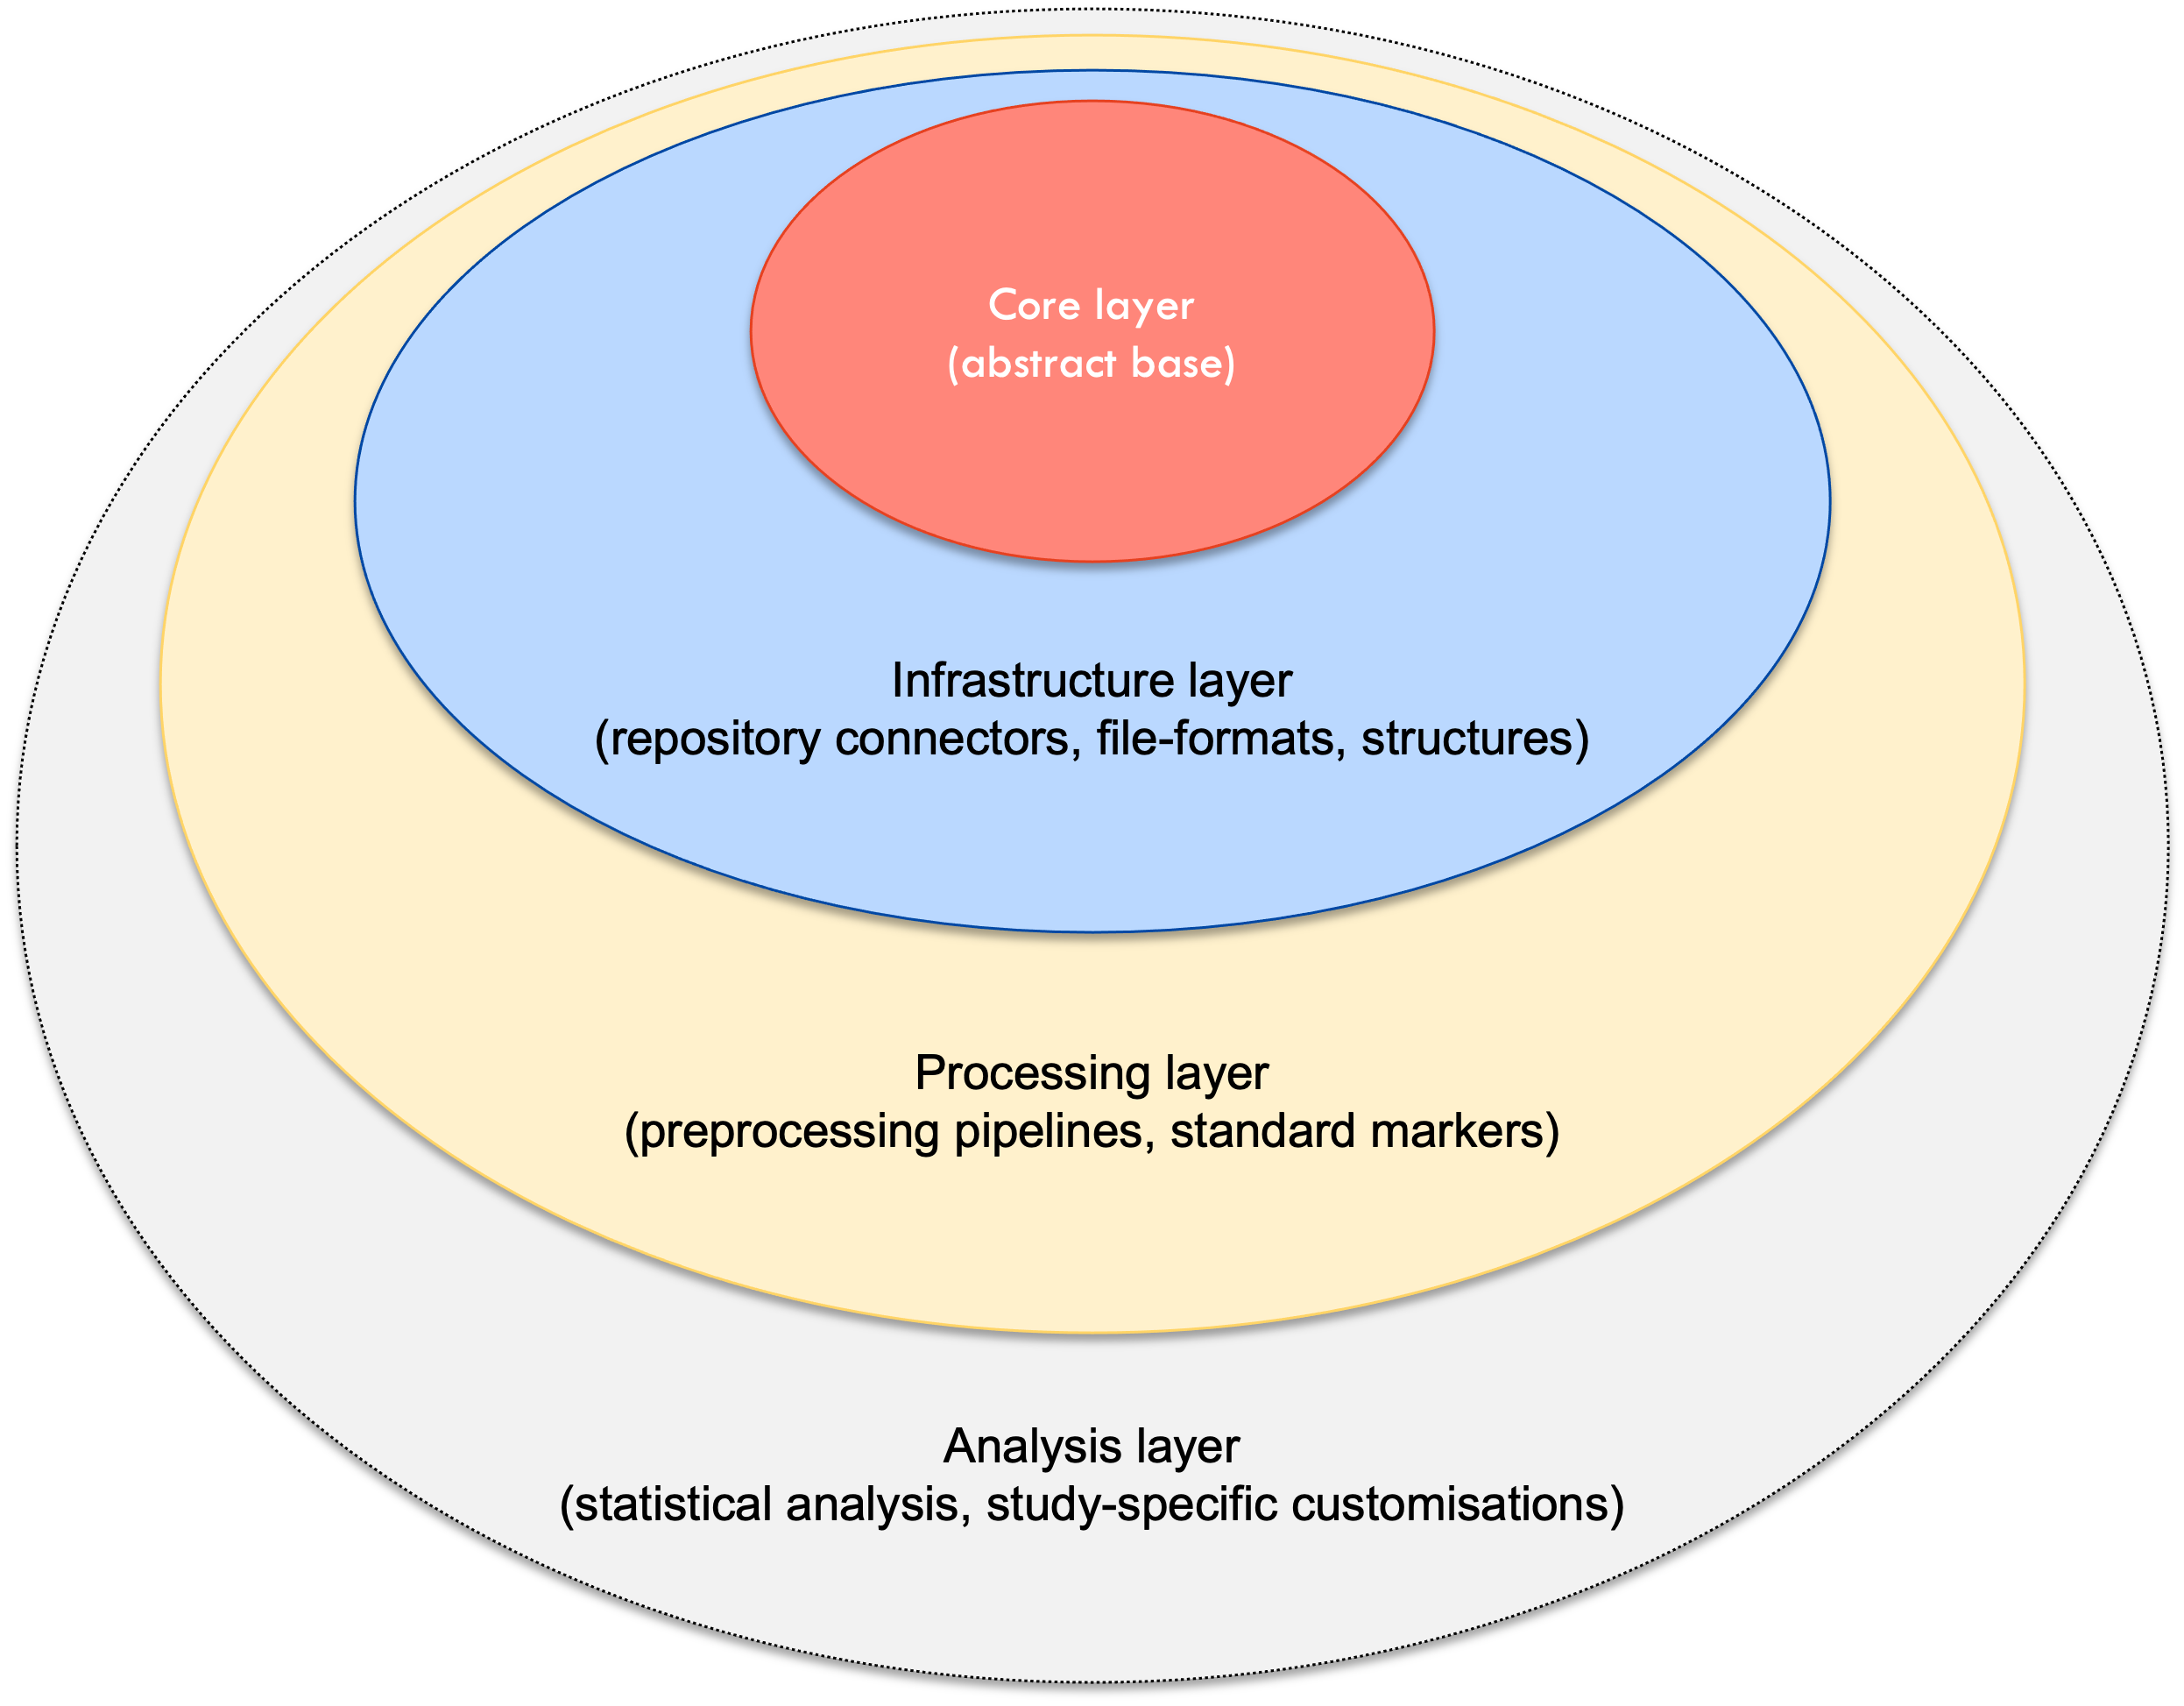 Core layer
(abstract base)
Infrastructure layer
(repository connectors, file-formats, structures)
Processing layer
(preprocessing pipelines, standard markers)
Analysis layer
(statistical analysis, study-specific customisations)